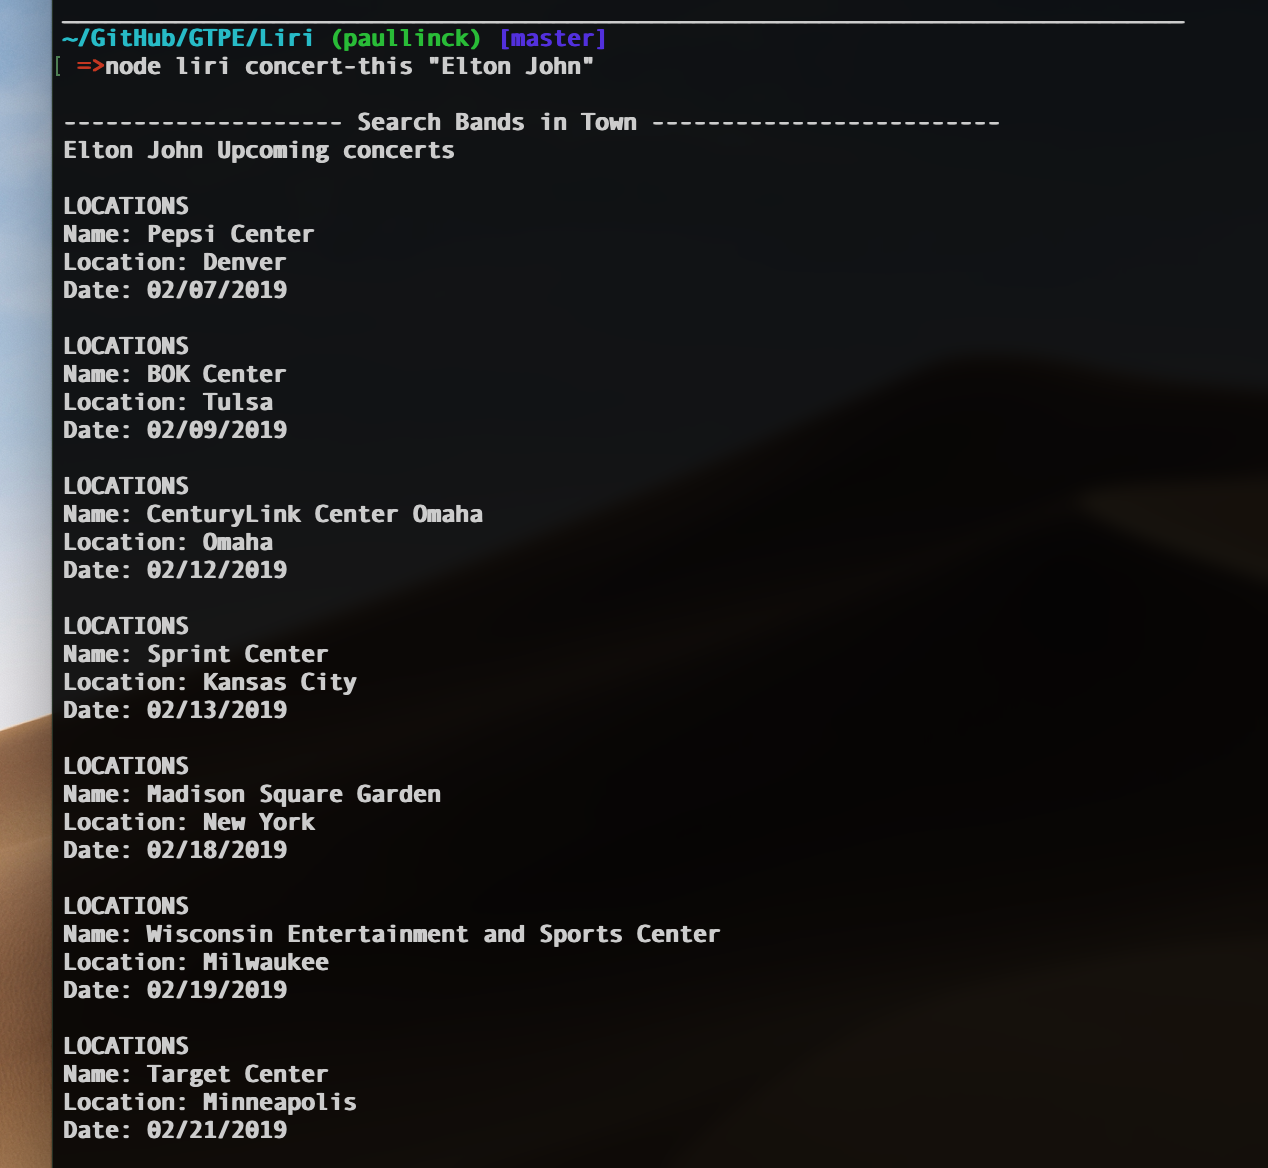 ~/GitHub/GTPE/Liri (paullinck) [master]
[ =>node liri concert-this "Elton John"
-------------------- Search Bands in Town -------------------------
Elton John Upcoming concerts
LOCATIONS
Name: Pepsi Center
Location: Denver
Date: 02/07/2019
LOCATIONS
Name: BOK Center
Location: Tulsa
Date: 02/09/2019
LOCATIONS
Name: CenturyLink Center Omaha
Location: Omaha
Date: 02/12/2019
LOCATIONS
Name: Sprint Center
Location: Kansas City
Date: 02/13/2019
LOCATIONS
Name: Madison Square Garden
Location: New York
Date: 02/18/2019
LOCATIONS
Name: Wisconsin Entertainment and Sports Center
Location: Milwaukee
Date: 02/19/2019
LOCATIONS
Name: Target Center
Location: Minneapolis
Date: 02/21/2019